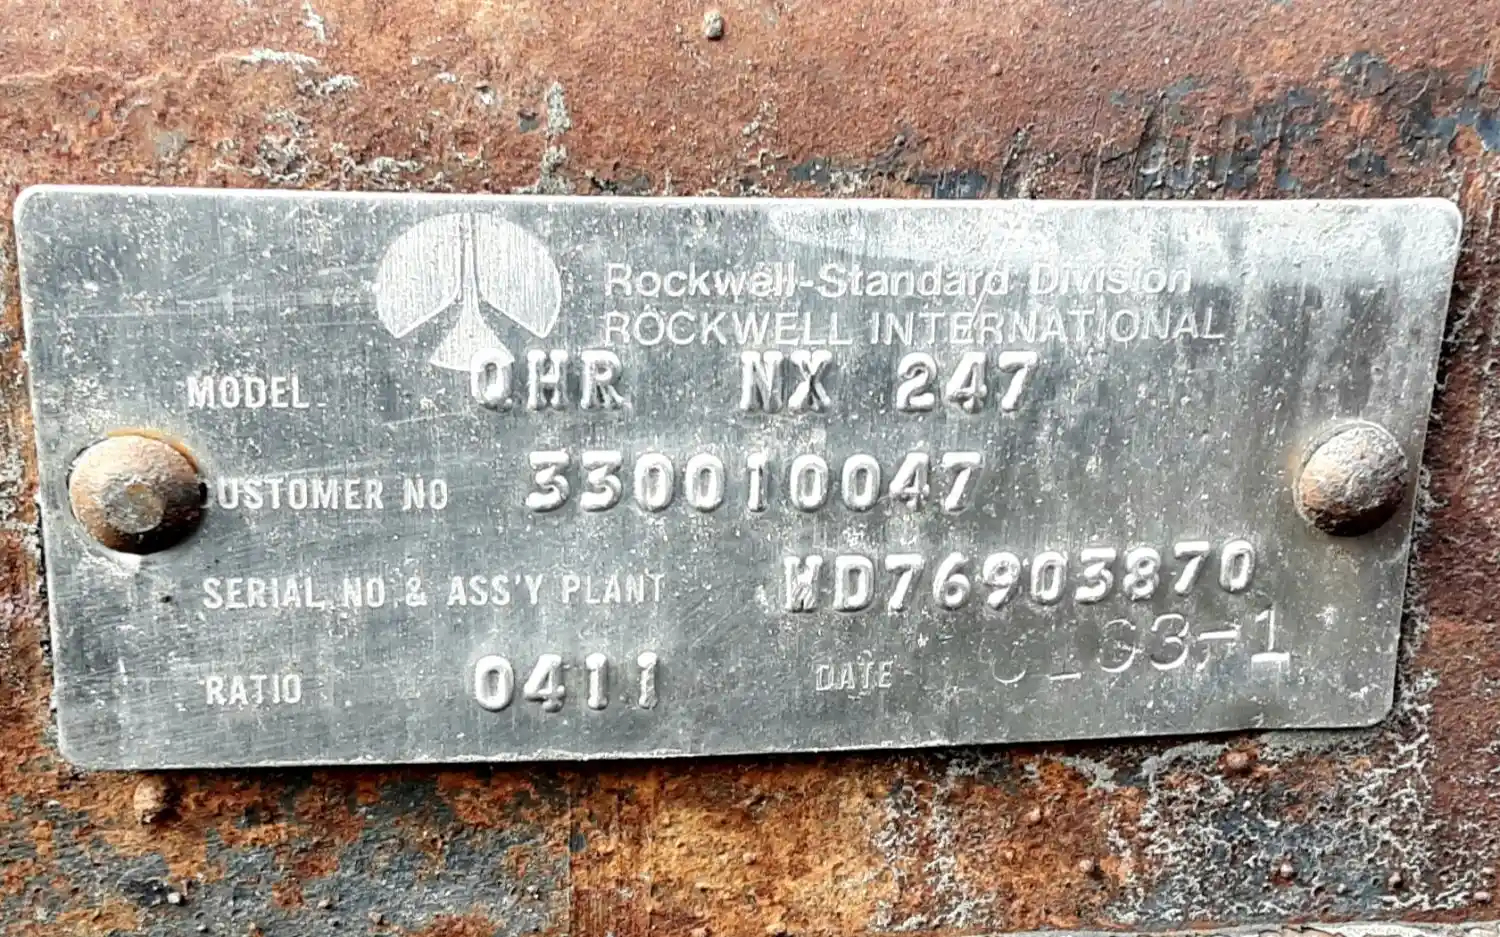 Rockwell-Standard Division
ROCKWELL INTERNATIONAL
MODEL QHR NX 247
CUSTOMER NO 330010047
SERIAL NO & ASS'Y PLANT WD76903870
RATIO 0411 DATE